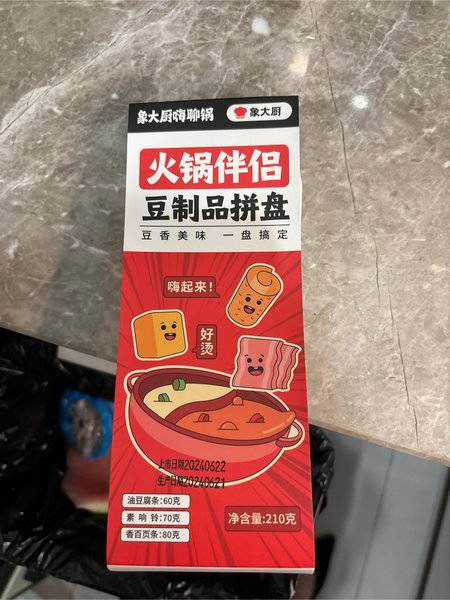 象大厨嗨聊锅
象大厨
火锅伴侣
豆制品拼盘
豆香美味 一盘搞定
嗨起来！
好烫
上市日期20240622
生产日期20240621
油豆腐条:60克
素响铃:70克
香百页条:80克
净含量:210克